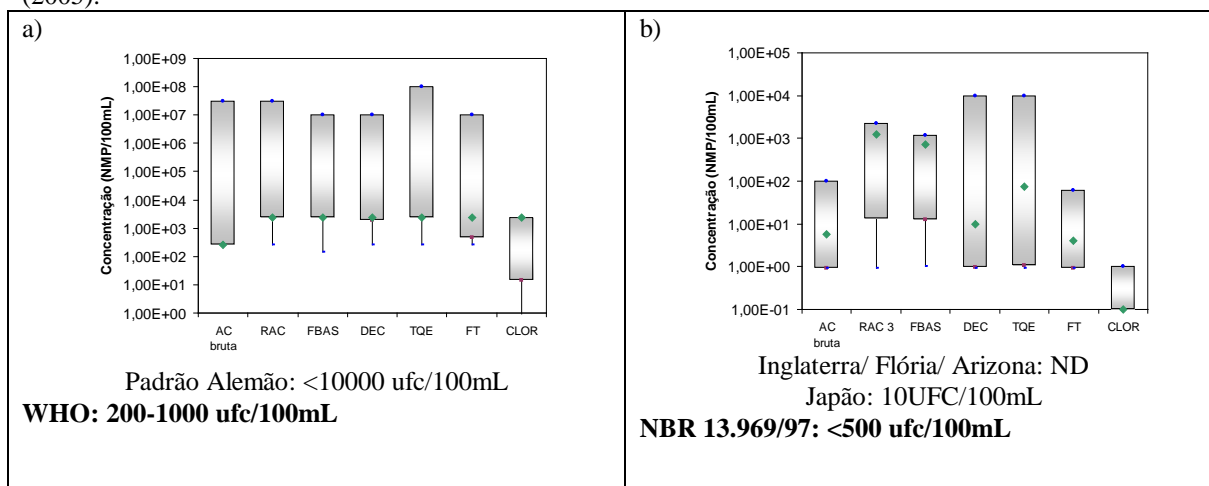 (2005).
a)
Concentração (NMP/100mL)
1,00E+09
1,00E+08
1,00E+07
1,00E+06
1,00E+05
1,00E+04
1,00E+03
1,00E+02
1,00E+01
1,00E+00
AC bruta
RAC
FBAS
DEC
TQE
FT
CLOR
Padrão Alemão: <10000 ufc/100mL
WHO: 200-1000 ufc/100mL
b)
Concentração (NMP/100mL)
1,00E+05
1,00E+04
1,00E+03
1,00E+02
1,00E+01
1,00E+00
1,00E-01
AC bruta
RAC 3
FBAS
DEC
TQE
FT
CLOR
Inglaterra/ Flória/ Arizona: ND
Japão: 10UFC/100mL
NBR 13.969/97: <500 ufc/100mL